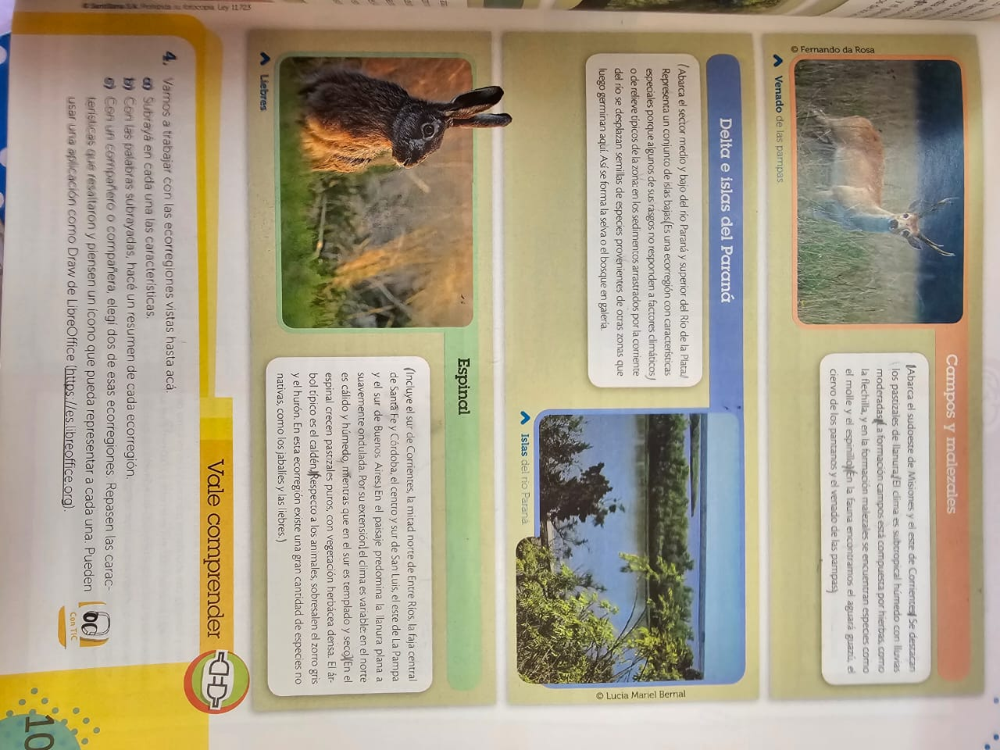 Campos y malezales
Abarca el sudoeste de Misiones y el este de Corrientes. Se destacan
los pastizales de llanura. El clima es subtropical húmedo con lluvias
moderadas. La formación campos está compuesta por hierbas, como
la flechilla, y en la formación malezales se encuentran especies como
el molle y el espinillo. En la fauna encontramos el aguará guazú, el
ciervo de los pantanos y el venado de las pampas.
© Fernando da Rosa
Venado de las pampas.
Delta e islas del Paraná
Abarca el sector medio y bajo del río Paraná y superior del Río de la Plata.
Representa un conjunto de islas bajas. Es una ecorregión con características
especiales porque algunos de sus rasgos no responden a factores climáticos
o de relieve típicos de la zona: en los sedimentos arrastrados por la corriente
del río se desplazan semillas de especies provenientes de otras zonas que
luego germinan aquí. Así se forma la selva o el bosque en galería.
Islas del río Paraná.
© Lucía Mariel Bernal
Espinal
Incluye el sur de Corrientes, la mitad norte de Entre Ríos, la faja central
de Santa Fe y Córdoba, el centro y sur de San Luis, el este de La Pampa
y el sur de Buenos Aires. En el paisaje predomina la llanura plana a
suavemente ondulada. Por su extensión, el clima es variable: en el norte
es cálido y húmedo, mientras que en el sur es templado y seco. En el
espinal crecen pastizales puros, con vegetación herbácea densa. El ár-
bol típico es el caldén. Respecto a los animales, sobresalen el zorro gris
y el hurón. En esta ecorregión existe una gran cantidad de especies no
nativas, como los jabalíes y las liebres.
Liebres.
Vale comprender
4. Vamos a trabajar con las ecorregiones vistas hasta acá.
a) Subrayá en cada una las características.
b) Con las palabras subrayadas, hacé un resumen de cada ecorregión.
c) Con un compañero o compañera, elegí dos de esas ecorregiones. Repasen las carac-
terísticas que resaltaron y piensen un ícono que pueda representar a cada una. Pueden
usar una aplicación como Draw de LibreOffice (https://es.libreoffice.org).
Con TIC
© Santillana S.A. Prohibida su fotocopia. Ley 11.723
10